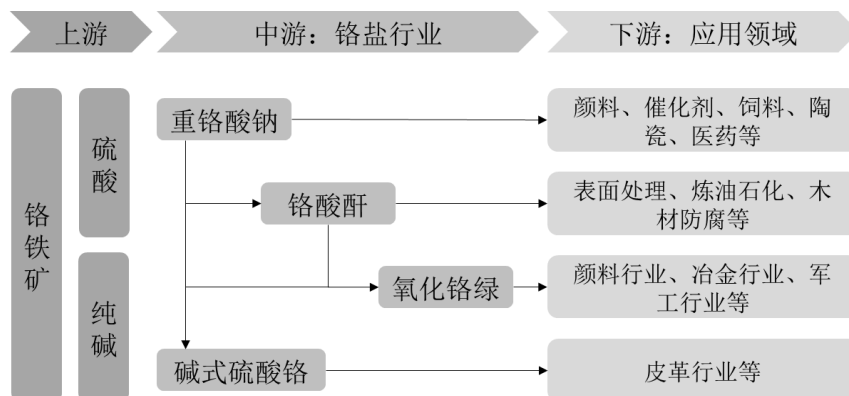 上游
中游：铬盐行业
下游：应用领域
铬铁矿
硫酸
纯碱
重铬酸钠
颜料、催化剂、饲料、陶
瓷、医药等
铬酸酐
表面处理、炼油石化、木
材防腐等
氧化铬绿
颜料行业、冶金行业、军
工行业等
碱式硫酸铬
皮革行业等